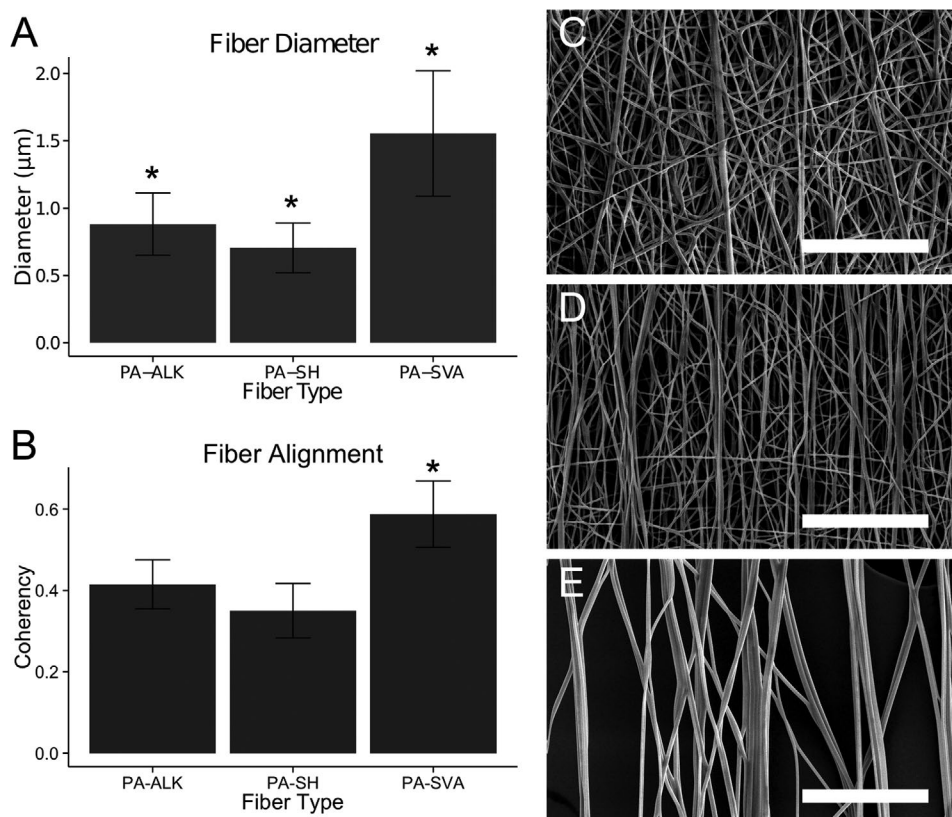 A
Fiber Diameter
*
*
*
2.0
1.5
1.0
0.5
0.0
Diameter (µm)
PA−ALK PA−SH PA−SVA
Fiber Type
B
Fiber Alignment
*
0.6
0.4
0.2
0.0
Coherency
PA-ALK PA-SH PA-SVA
Fiber Type
C
D
E